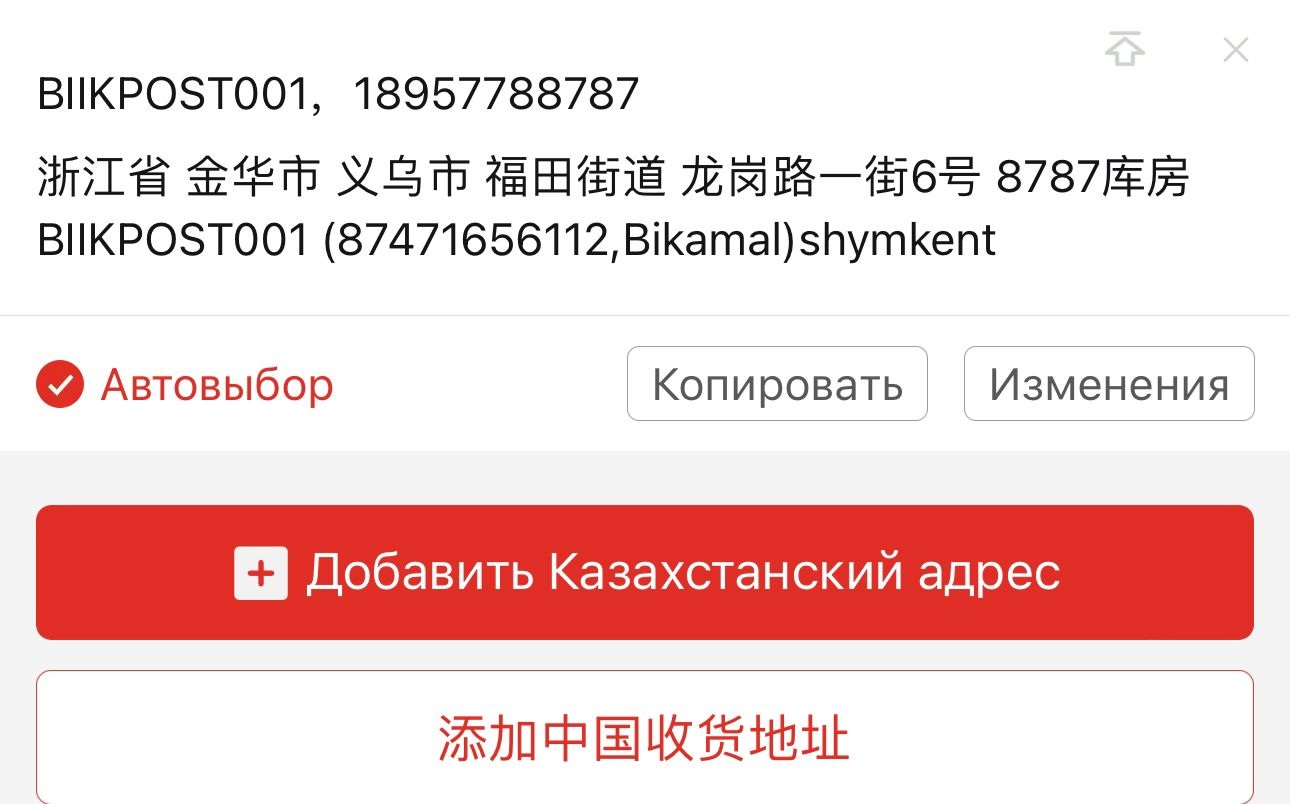 BIIKPOST001，18957788787
浙江省 金华市 义乌市 福田街道 龙岗路一街6号 8787库房
BIIKPOST001 (87471656112,Bikamal)shymkent
Автовыбор
Копировать
Изменения
Добавить Казахстанский адрес
添加中国收货地址